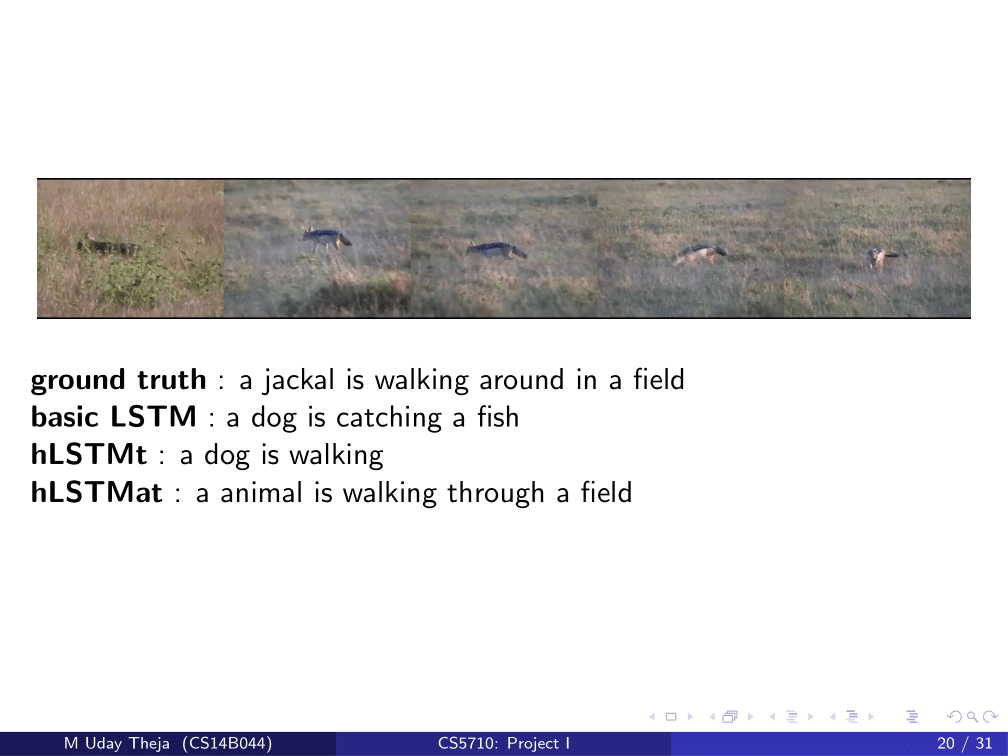 ground truth : a jackal is walking around in a field
basic LSTM : a dog is catching a fish
hLSTMt : a dog is walking
hLSTMat : a animal is walking through a field
M Uday Theja (CS14B044) CS5710: Project I 20 / 31